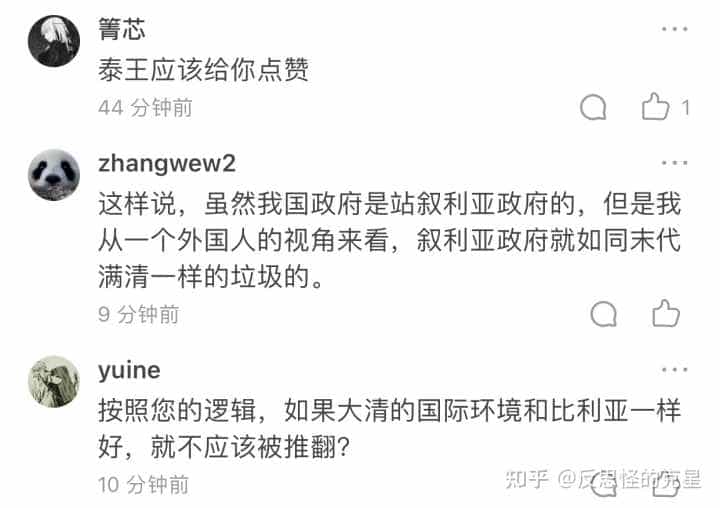 箐芯
泰王应该给你点赞
44 分钟前
1
zhangwew2
这样说，虽然我国政府是站叙利亚政府的，但是我
从一个外国人的视角来看，叙利亚政府就如同末代
满清一样的垃圾的。
9 分钟前
yuine
按照您的逻辑，如果大清的国际环境和比利亚一样
好，就不应该被推翻？
10 分钟前
知乎 @反思怪的克星